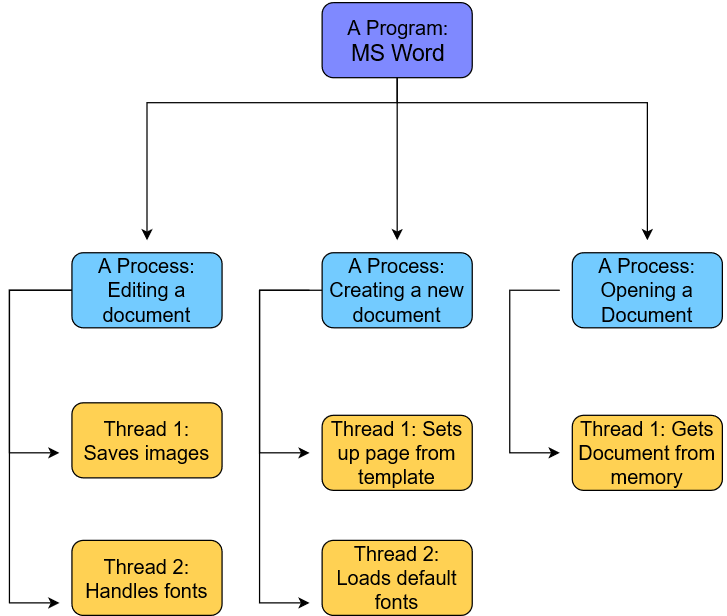 A Program:
MS Word
A Process:
Editing a
document
A Process:
Creating a new
document
A Process:
Opening a
Document
Thread 1:
Saves images
Thread 1: Sets
up page from
template
Thread 1: Gets
Document from
memory
Thread 2:
Handles fonts
Thread 2:
Loads default
fonts